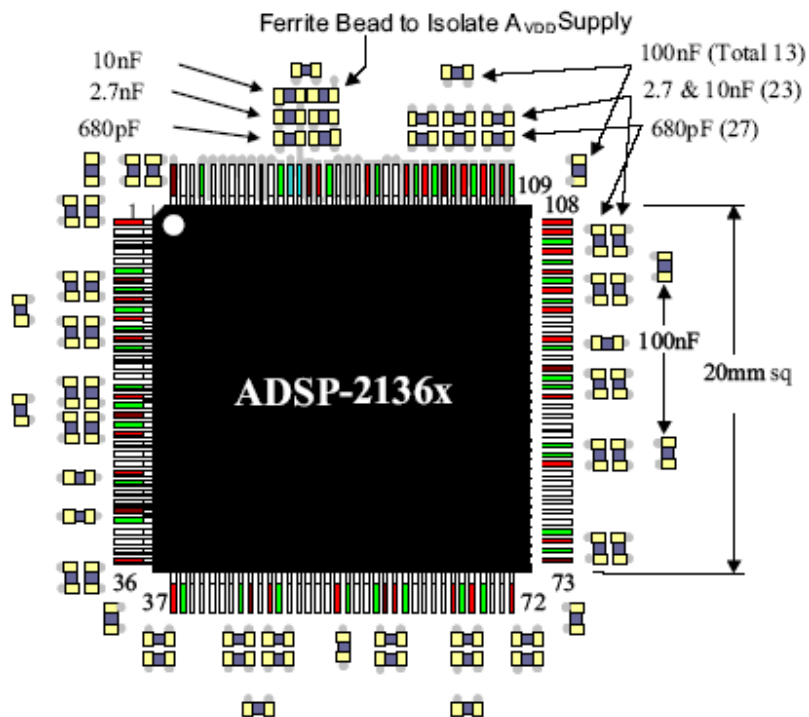 Ferrite Bead to Isolate AVDD Supply
10nF
2.7nF
680pF
100nF (Total 13)
2.7 & 10nF (23)
680pF (27)
109
1
108
100nF
20mm sq
ADSP-2136x
36
37
72
73